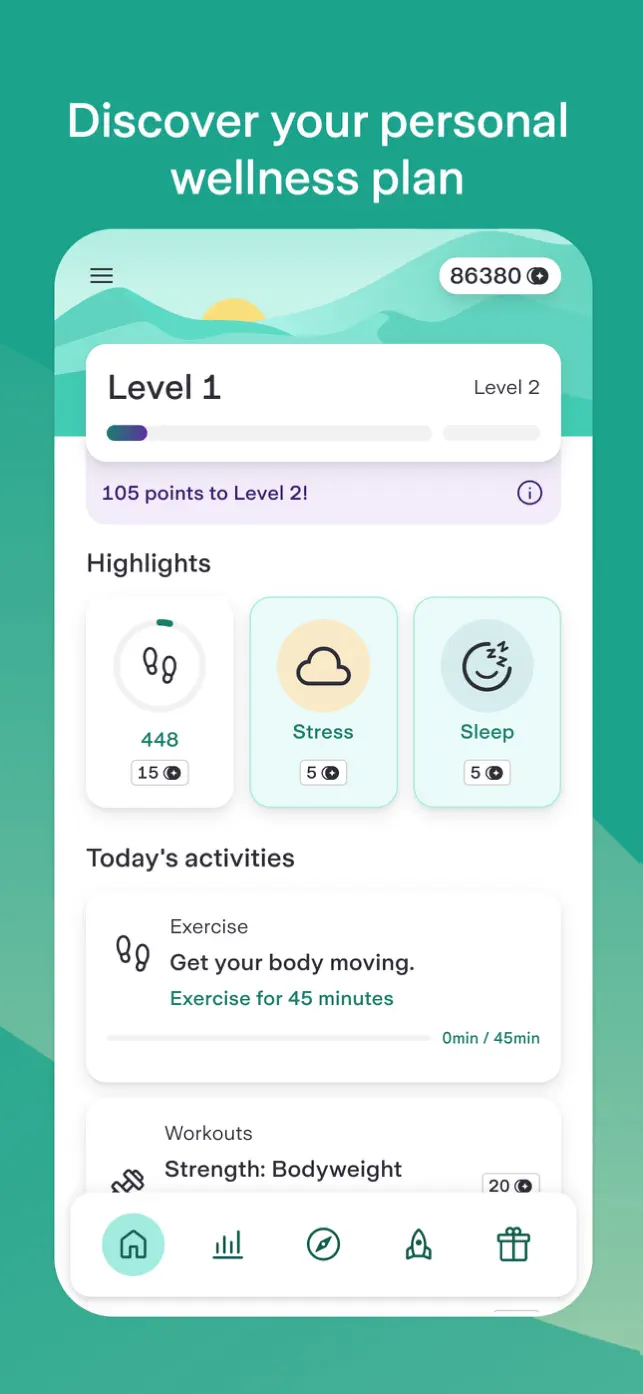 Discover your personal
wellness plan
86380
Level 1
Level 2
105 points to Level 2!
Highlights
448
15
Stress
5
Sleep
5
Today's activities
Exercise
Get your body moving.
Exercise for 45 minutes
0min / 45min
Workouts
Strength: Bodyweight
20